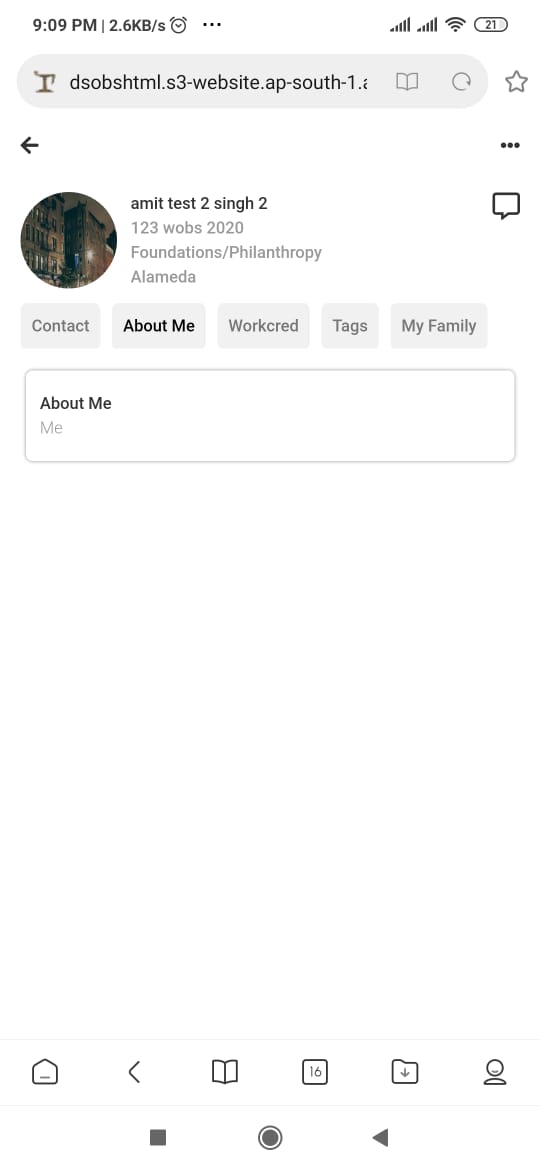 9:09 PM | 2.6KB/s ...
21
dsobshtml.s3-website.ap-south-1.a
amit test 2 singh 2
123 wobs 2020
Foundations/Philanthropy
Alameda
Contact About Me Workcred Tags My Family
About Me
Me
16